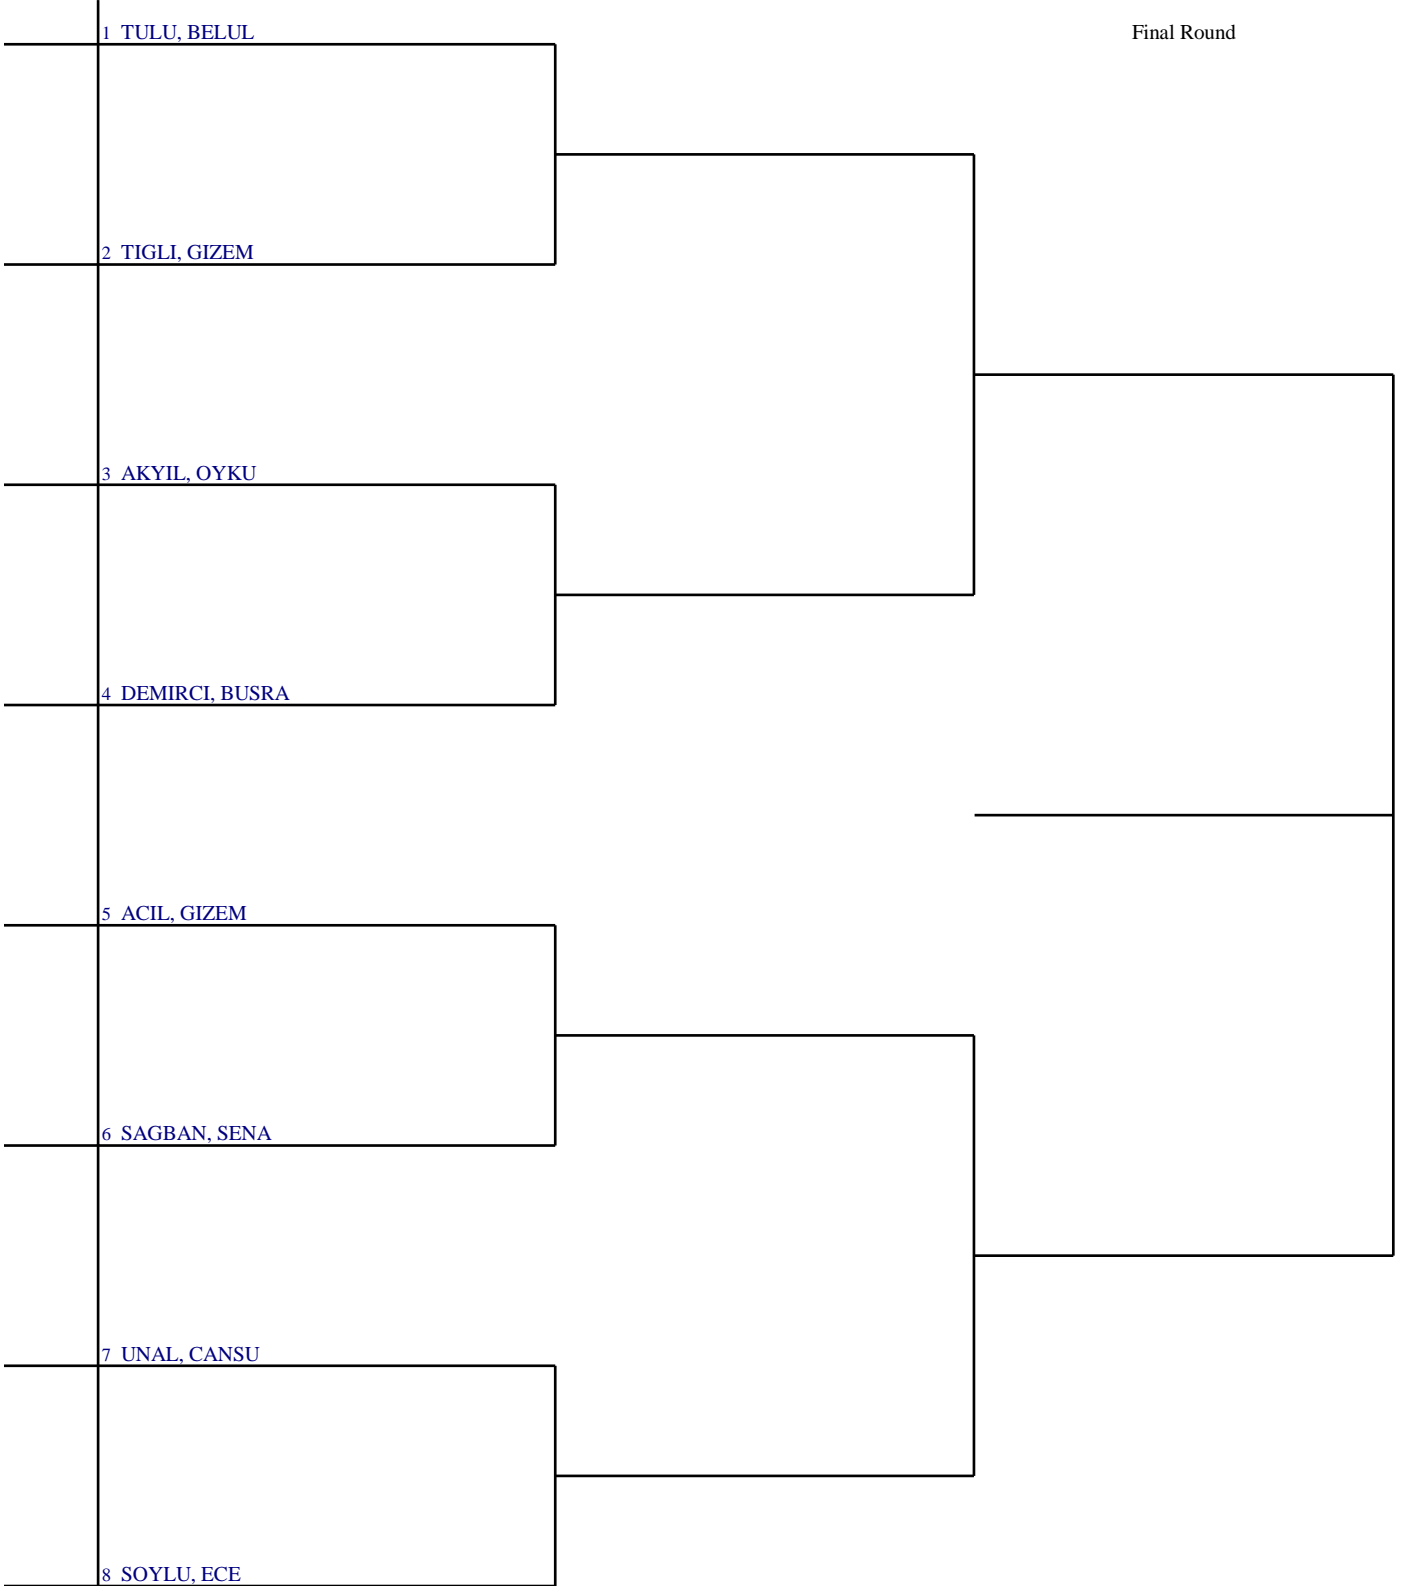 1 TULU, BELUL
Final Round
2 TIGLI, GIZEM
3 AKYIL, OYKU
4 DEMIRCI, BUSRA
5 ACIL, GIZEM
6 SAGBAN, SENA
7 UNAL, CANSU
8 SOYLU, ECE